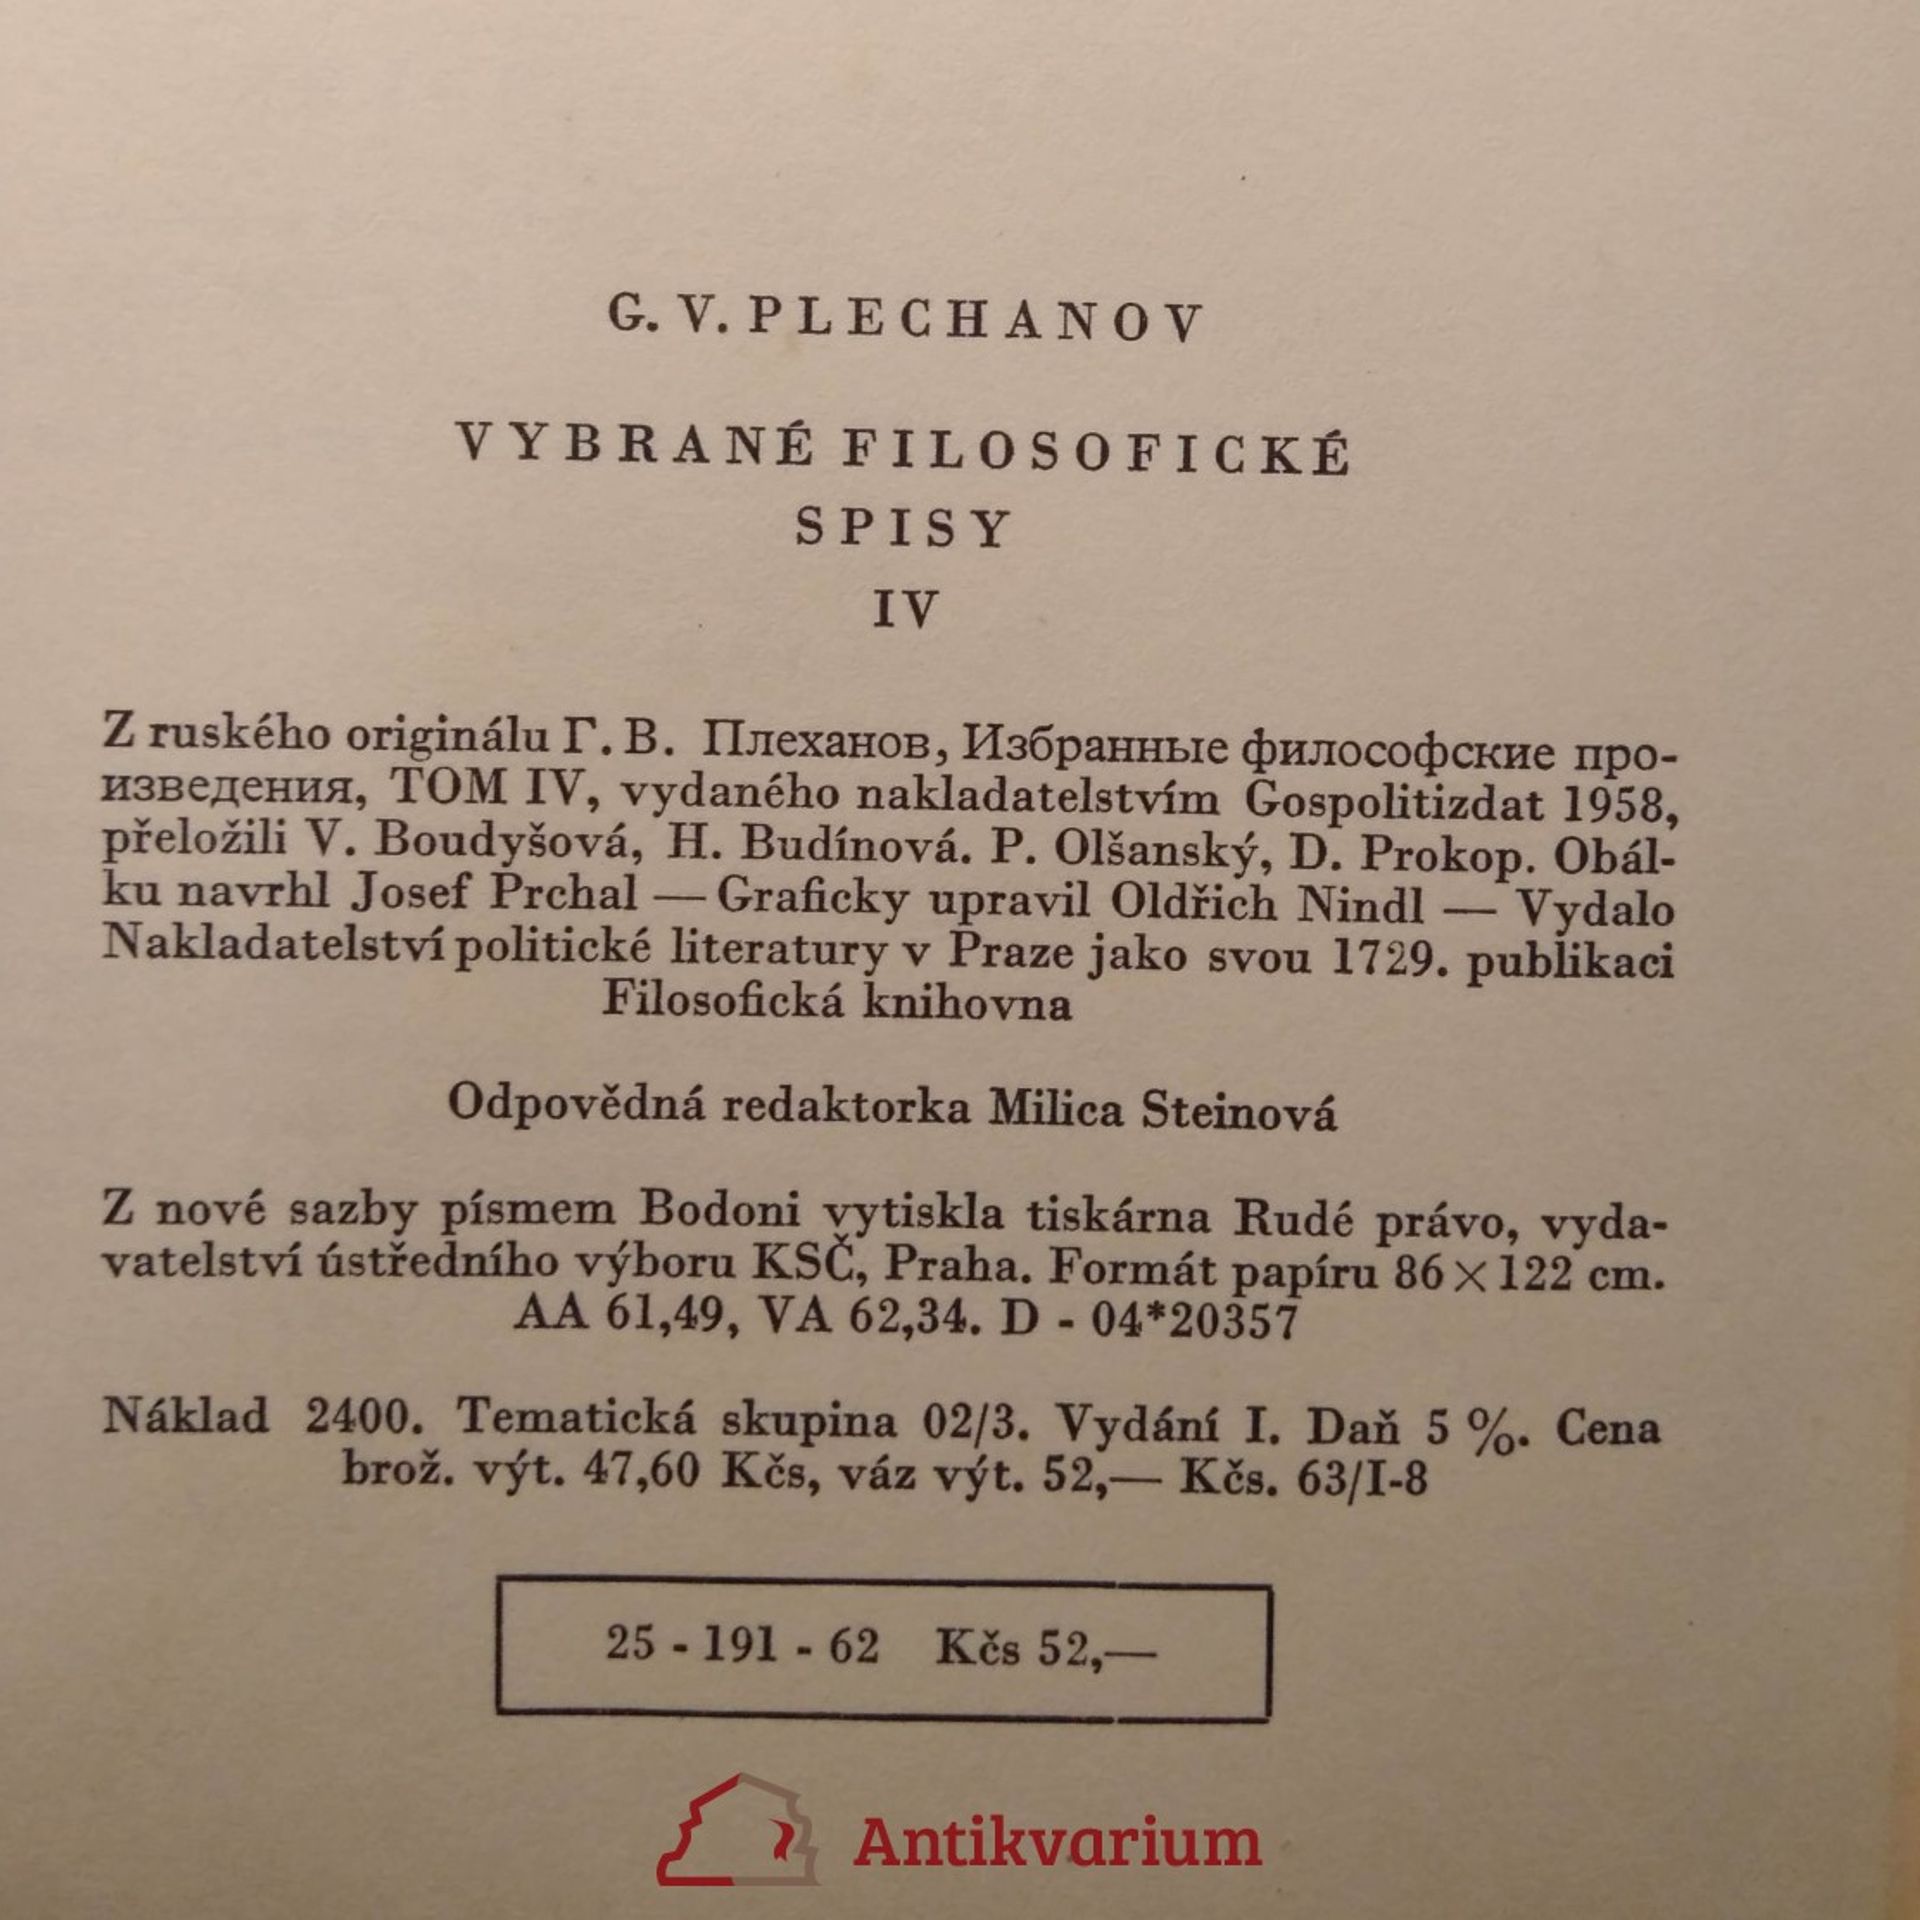 G. V. PLECHANOV
VYBRANÉ FILOSOFICKÉ
SPISY
IV
Z ruského originálu Г. В. Плеханов, Избранные философские про-
изведения, ТОМ IV, vydaného nakladatelstvím Gospolitizdat 1958,
přeložili V. Boudyšová, H. Budínová. P. Olšanský, D. Prokop. Obál-
ku navrhl Josef Prchal — Graficky upravil Oldřich Nindl — Vydalo
Nakladatelství politické literatury v Praze jako svou 1729. publikaci
Filosofická knihovna
Odpovědná redaktorka Milica Steinová
Z nové sazby písmem Bodoni vytiskla tiskárna Rudé právo, vyda-
vatelství ústředního výboru KSČ, Praha. Formát papíru 86×122 cm.
AA 61,49, VA 62,34. D - 04*20357
Náklad 2400. Tematická skupina 02/3. Vydání I. Daň 5 %. Cena
brož. výt. 47,60 Kčs, váz výt. 52,— Kčs. 63/I-8
25 - 191 - 62 Kčs 52,—
Antikvarium